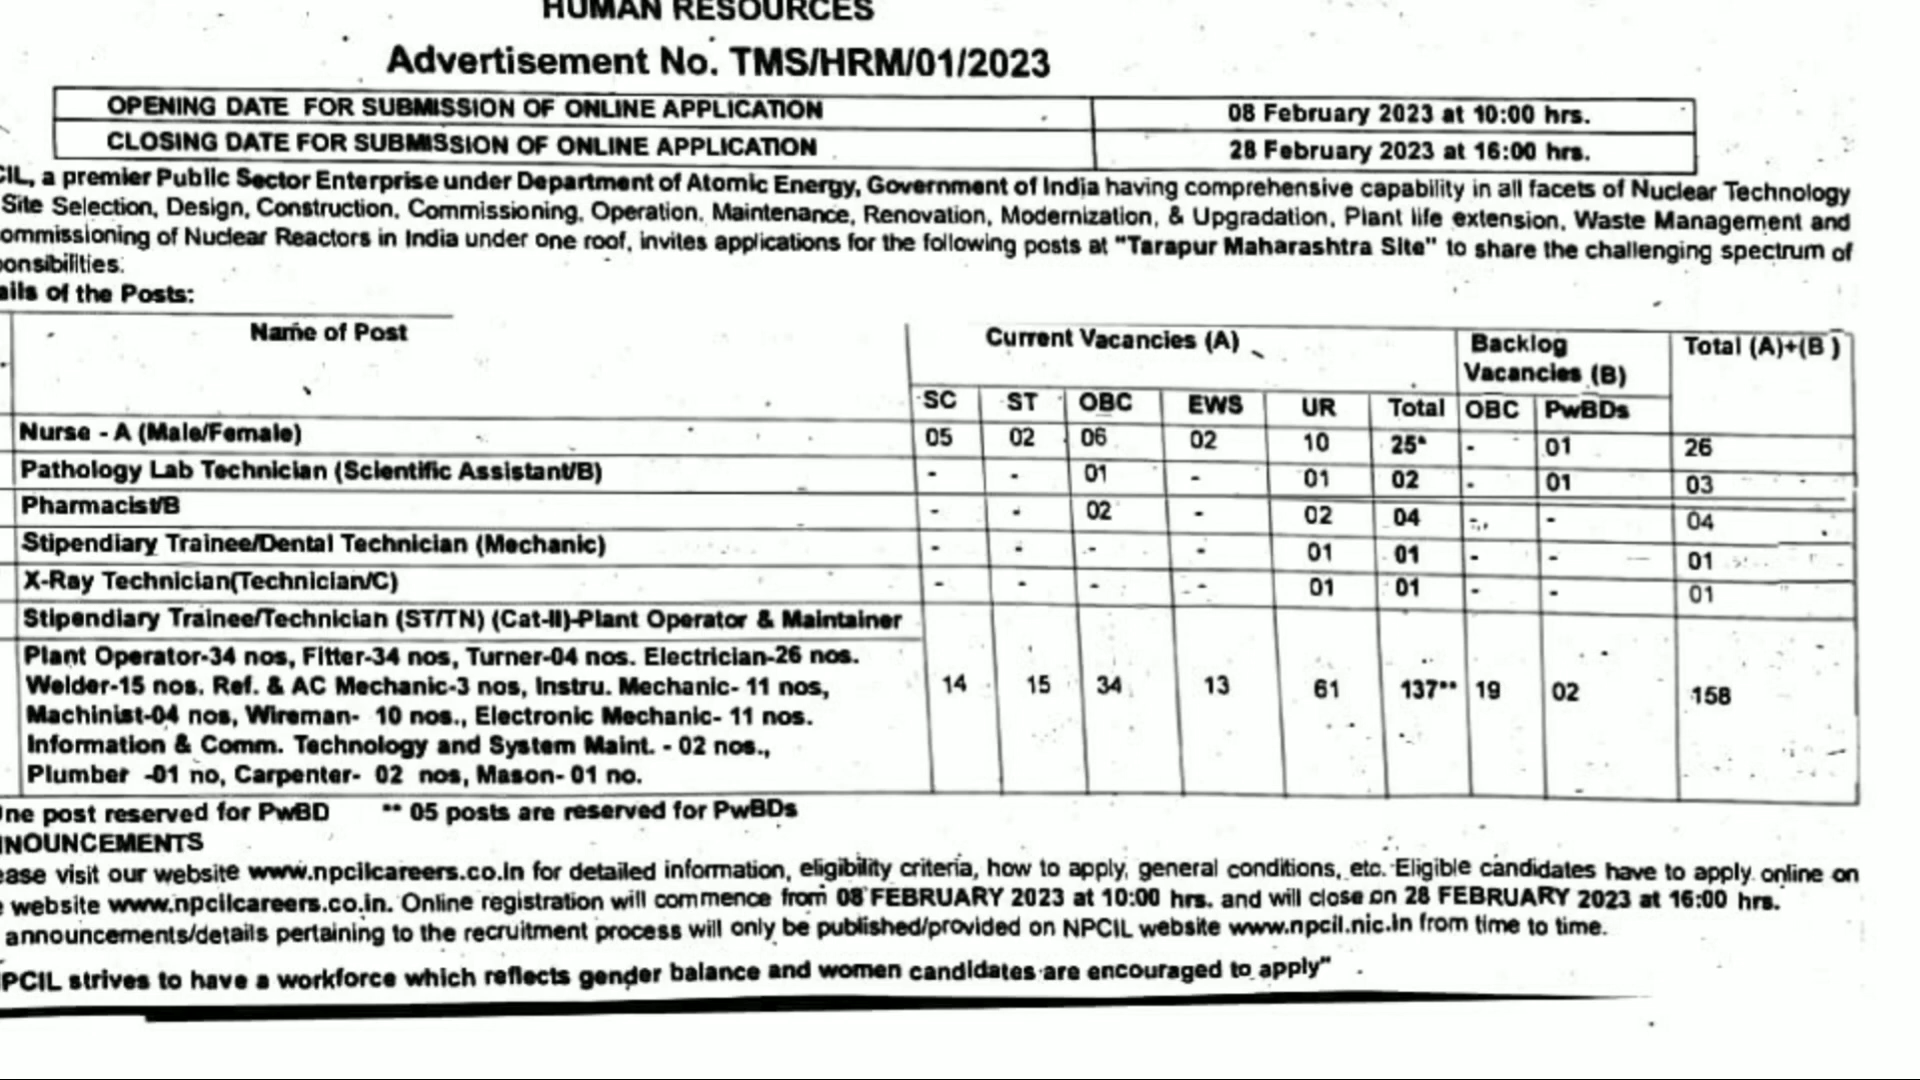 HUMAN RESOURCES
Advertisement No. TMS/HRM/01/2023
OPENING DATE FOR SUBMISSION OF ONLINE APPLICATION 08 February 2023 at 10:00 hrs.
CLOSING DATE FOR SUBMISSION OF ONLINE APPLICATION 28 February 2023 at 16:00 hrs.
CIL, a premier Public Sector Enterprise under Department of Atomic Energy, Government of India having comprehensive capability in all facets of Nuclear Technology
Site Selection, Design, Construction, Commissioning, Operation, Maintenance, Renovation, Modernization, & Upgradation, Plant life extension, Waste Management and
ommissioning of Nuclear Reactors in India under one roof, invites applications for the following posts at "Tarapur Maharashtra Site" to share the challenging spectrum of
onsibilities.
ails of the Posts:
Name of Post Current Vacancies (A) Backlog Vacancies (B) Total (A)+(B)
SC ST OBC EWS UR Total OBC PwBDs
Nurse - A (Male/Female) 05 02 06 02 10 25* - 01 26
Pathology Lab Technician (Scientific Assistant/B) - - 01 - 01 02 - 01 03
Pharmacist/B - - 02 - 02 04 - - 04
Stipendiary Trainee/Dental Technician (Mechanic) - - - - 01 01 - - 01
X-Ray Technician(Technician/C) - - - - 01 01 - - 01
Stipendiary Trainee/Technician (ST/TN) (Cat-II)-Plant Operator & Maintainer
Plant Operator-34 nos, Fitter-34 nos, Turner-04 nos. Electrician-26 nos.
Welder-15 nos. Ref. & AC Mechanic-3 nos, Instru. Mechanic- 11 nos, 14 15 34 13 61 137** 19 02 158
Machinist-04 nos, Wireman- 10 nos., Electronic Mechanic- 11 nos.
Information & Comm. Technology and System Maint. - 02 nos.,
Plumber -01 no, Carpenter- 02 nos, Mason- 01 no.
One post reserved for PwBD ** 05 posts are reserved for PwBDs
NNOUNCEMENTS
ease visit our website www.npcilcareers.co.in for detailed information, eligibility criteria, how to apply, general conditions, etc. Eligible candidates have to apply online on
e website www.npcilcareers.co.in. Online registration will commence from 08 FEBRUARY 2023 at 10:00 hrs. and will close on 28 FEBRUARY 2023 at 16:00 hrs.
announcements/details pertaining to the recruitment process will only be published/provided on NPCIL website www.npcil.nic.in from time to time.
PCIL strives to have a workforce which reflects gender balance and women candidates are encouraged to apply"